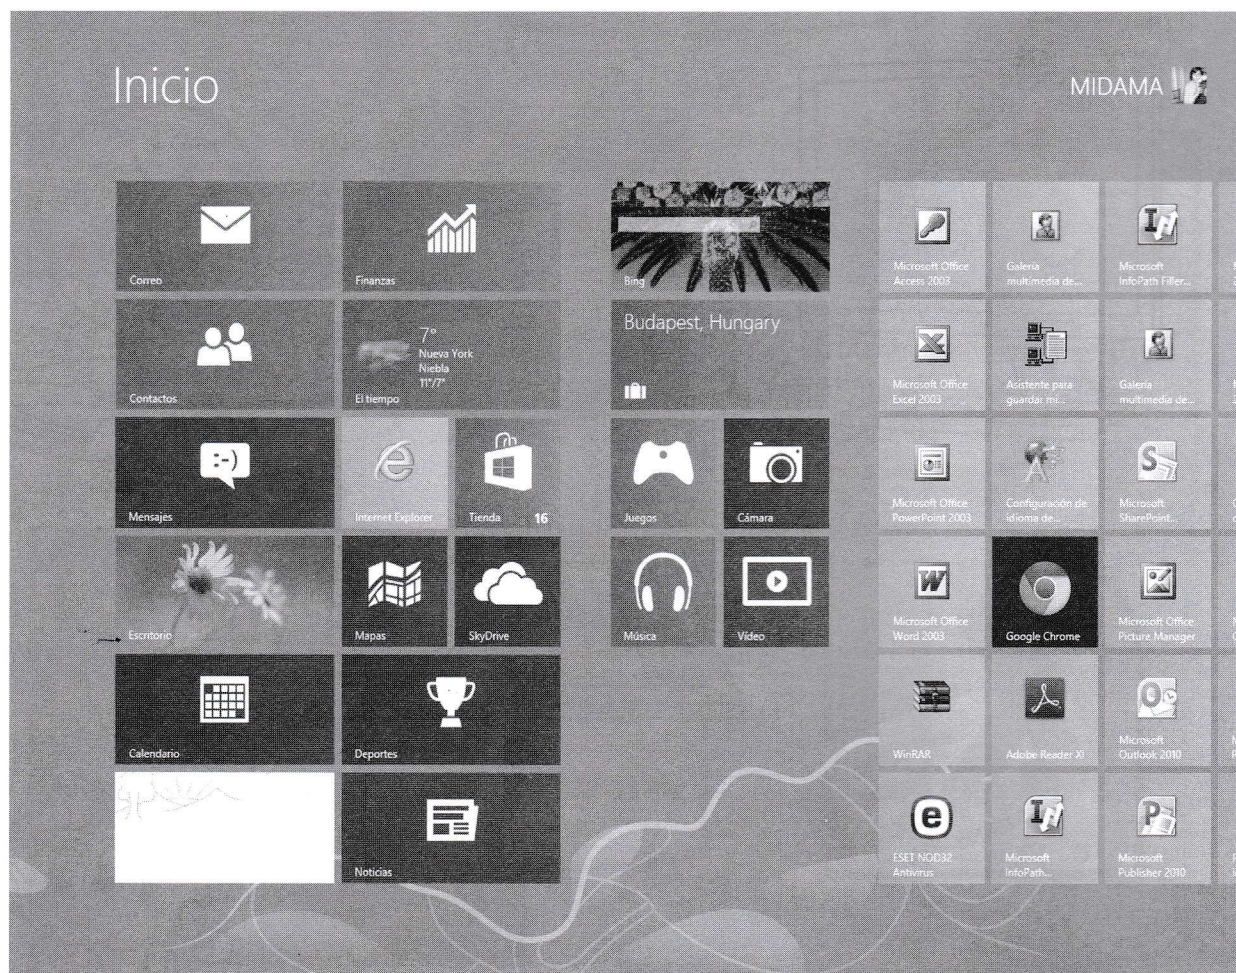 Inicio
MIDAMA
Correo
Finanzas
Contactos
7°
Nueva York
Niebla
11°/7°
El tiempo
Mensajes
Internet Explorer
Tienda
16
Escritorio
Mapas
SkyDrive
Calendario
Deportes
Noticias
Bing
Budapest, Hungary
Juegos
Cámara
Música
Vídeo
Microsoft Office
Access 2003
Galería
multimedia de...
Microsoft
InfoPath Filler...
Microsoft Office
Excel 2003
Asistente para
guardar mi...
Galería
multimedia de...
Microsoft Office
PowerPoint 2003
Configuración de
idioma de...
Microsoft
SharePoint...
Microsoft Office
Word 2003
Google Chrome
Microsoft Office
Picture Manager
WinRAR
Adobe Reader XI
Microsoft
Outlook 2010
ESET NOD32
Antivirus
Microsoft
InfoPath...
Microsoft
Publisher 2010